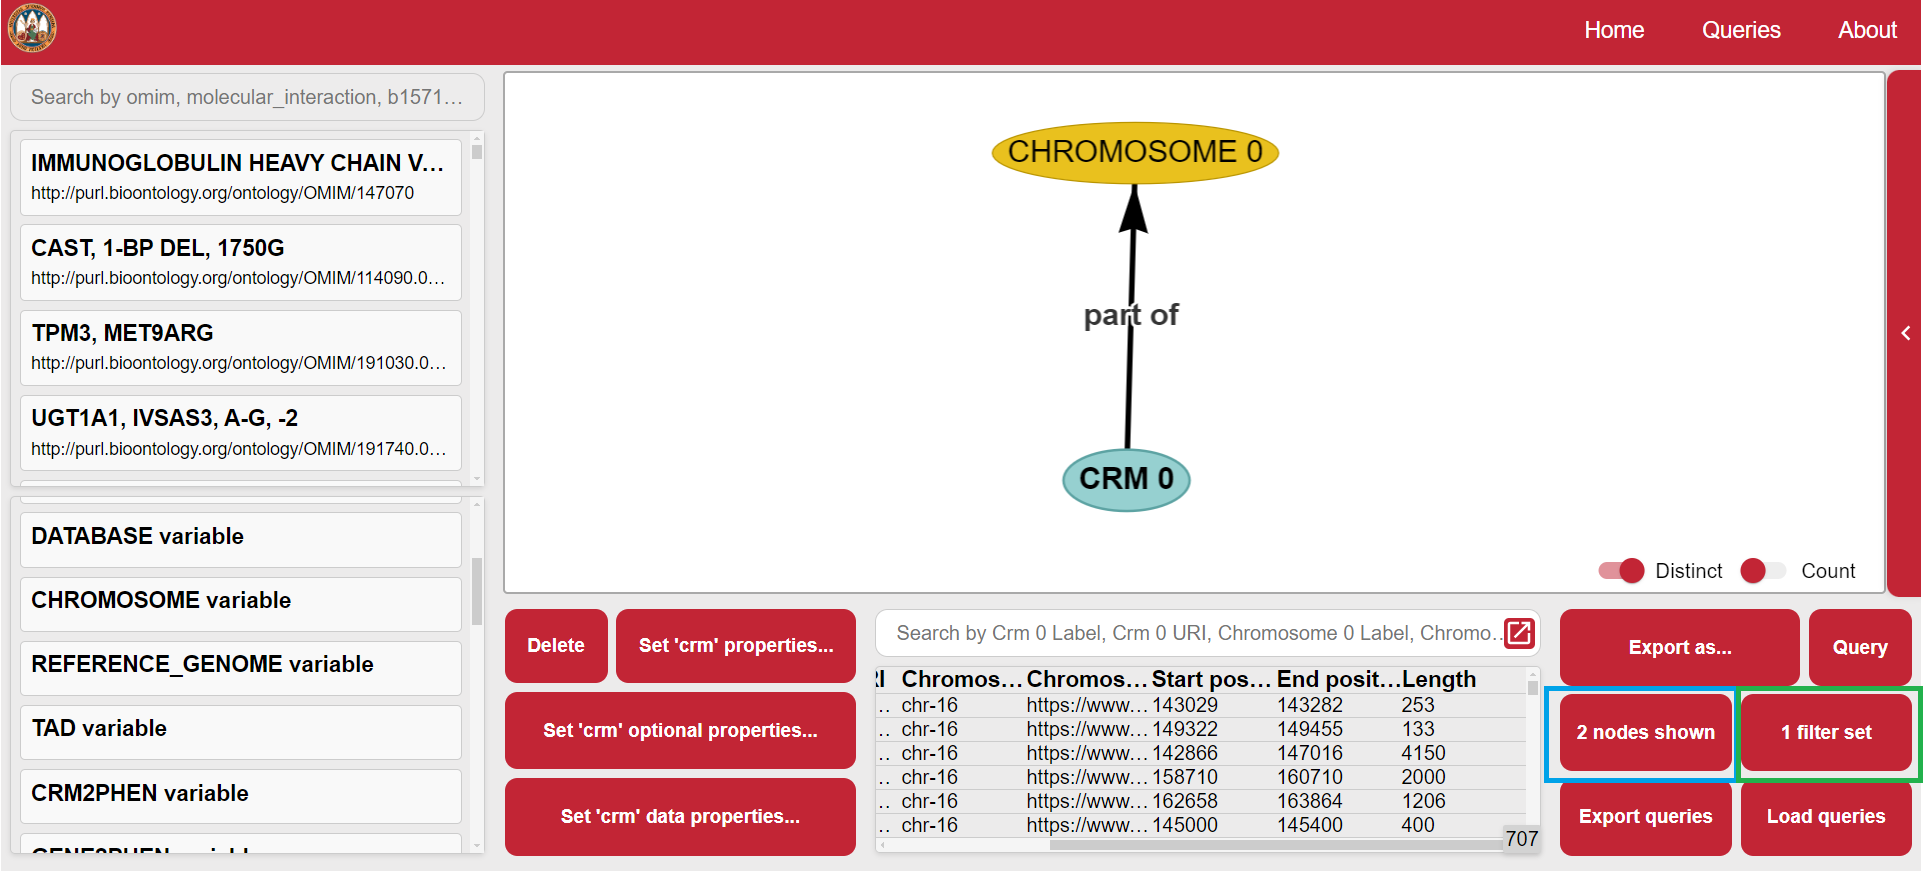 Home
Queries
About
Search by omim, molecular_interaction, b1571...
IMMUNOGLOBULIN HEAVY CHAIN V...
http://purl.bioontology.org/ontology/OMIM/147070
CAST, 1-BP DEL, 1750G
http://purl.bioontology.org/ontology/OMIM/114090.0...
TPM3, MET9ARG
http://purl.bioontology.org/ontology/OMIM/191030.0...
UGT1A1, IVSAS3, A-G, -2
http://purl.bioontology.org/ontology/OMIM/191740.0...
DATABASE variable
CHROMOSOME variable
REFERENCE_GENOME variable
TAD variable
CRM2PHEN variable
CHROMOSOME 0
part of
CRM 0
Distinct
Count
Delete
Set 'crm' properties...
Set 'crm' optional properties...
Set 'crm' data properties...
Search by Crm 0 Label, Crm 0 URI, Chromosome 0 Label, Chromo...
Chromos... Chromos... Start pos... End posit... Length
.. chr-16 https://www... 143029 143282 253
.. chr-16 https://www... 149322 149455 133
.. chr-16 https://www... 142866 147016 4150
.. chr-16 https://www... 158710 160710 2000
.. chr-16 https://www... 162658 163864 1206
.. chr-16 https://www... 145000 145400 400
707
Export as...
Query
2 nodes shown
1 filter set
Export queries
Load queries